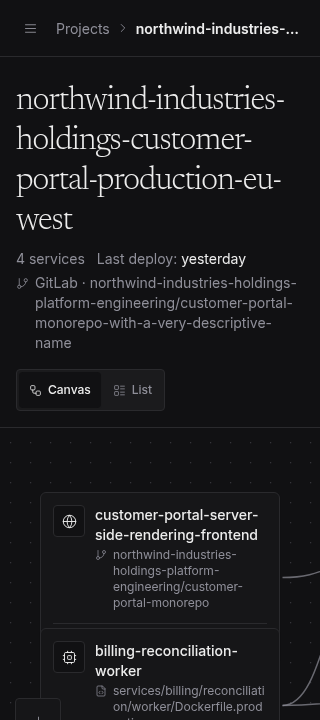 Projects > northwind-industries-...
northwind-industries-
holdings-customer-
portal-production-eu-
west
4 services Last deploy: yesterday
GitLab · northwind-industries-holdings-
platform-engineering/customer-portal-
monorepo-with-a-very-descriptive-
name
Canvas List
customer-portal-server-
side-rendering-frontend
northwind-industries-
holdings-platform-
engineering/customer-
portal-monorepo
billing-reconciliation-
worker
services/billing/reconciliati
on/worker/Dockerfile.prod